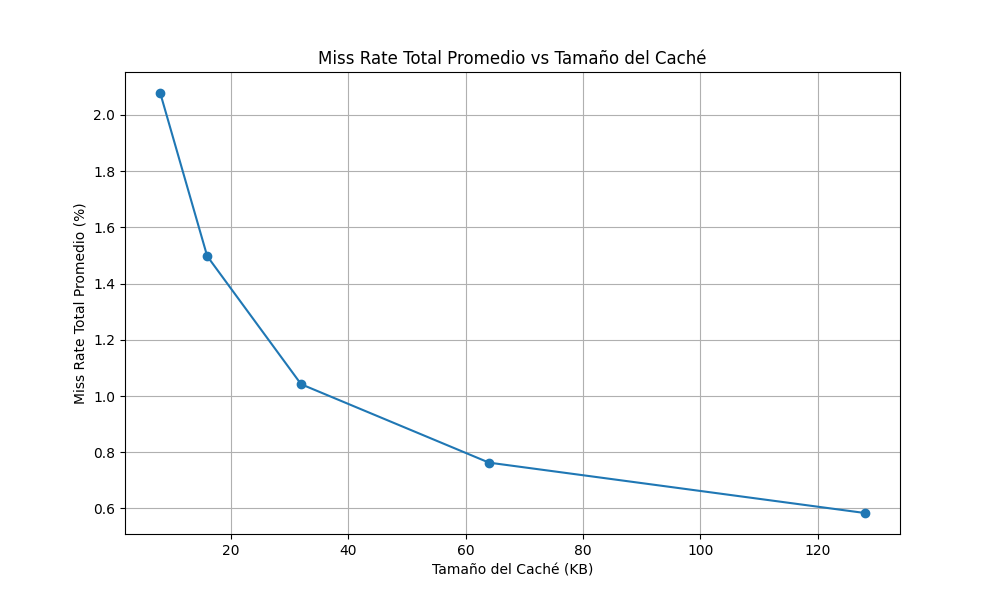 Miss Rate Total Promedio vs Tamaño del Caché
Miss Rate Total Promedio (%)
2.0
1.8
1.6
1.4
1.2
1.0
0.8
0.6
20 40 60 80 100 120
Tamaño del Caché (KB)